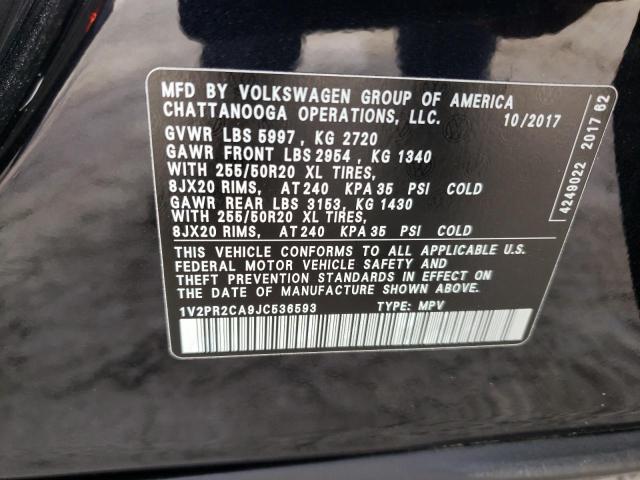 MFD BY VOLKSWAGEN GROUP OF AMERICA
CHATTANOOGA OPERATIONS, LLC. 10/2017
GVWR LBS 5997 , KG 2720
GAWR FRONT LBS 2954 , KG 1340
WITH 255/50R20 XL TIRES,
8JX20 RIMS, AT 240 KPA 35 PSI COLD
GAWR REAR LBS 3153, KG 1430
WITH 255/50R20 XL TIRES,
8JX20 RIMS, AT 240 KPA 35 PSI COLD
THIS VEHICLE CONFORMS TO ALL APPLICABLE U.S.
FEDERAL MOTOR VEHICLE SAFETY AND
THEFT PREVENTION STANDARDS IN EFFECT ON
THE DATE OF MANUFACTURE SHOWN ABOVE.
1V2PR2CA9JC536593 TYPE: MPV
4249022 2017 62